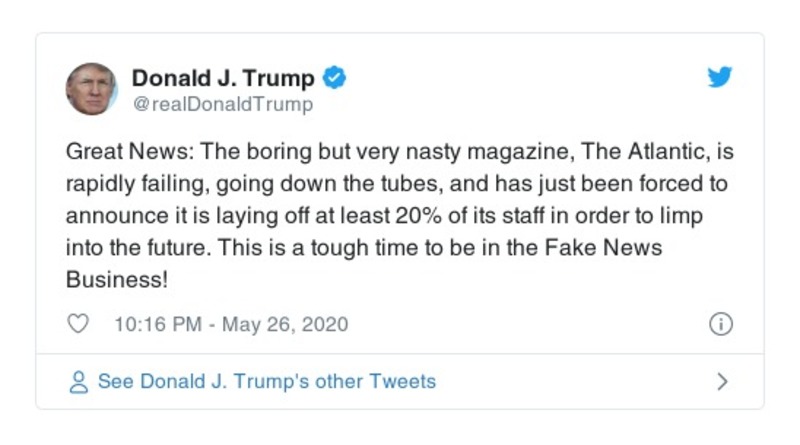 Donald J. Trump
@realDonaldTrump
Great News: The boring but very nasty magazine, The Atlantic, is
rapidly failing, going down the tubes, and has just been forced to
announce it is laying off at least 20% of its staff in order to limp
into the future. This is a tough time to be in the Fake News
Business!
10:16 PM - May 26, 2020
See Donald J. Trump's other Tweets